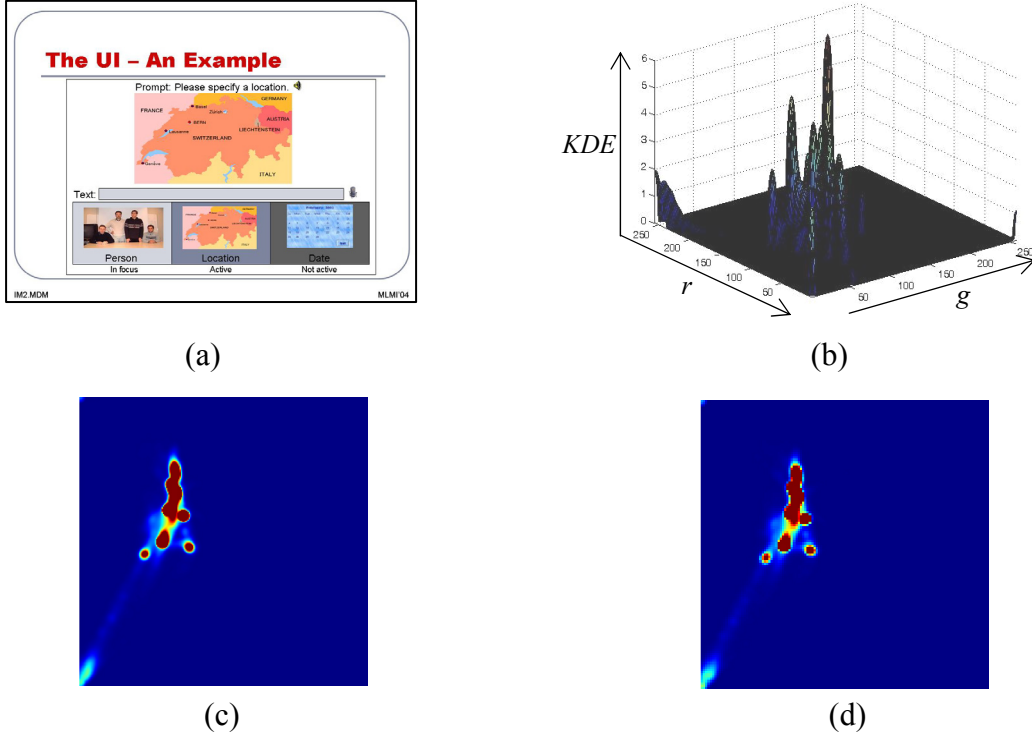 The UI – An Example
Prompt: Please specify a location.
FRANCE
GERMANY
Basel
Zurich
AUSTRIA
BERN
LIECHTENSTEIN
Lausanne
SWITZERLAND
Geneva
ITALY
Text:
Person
Location
Date
In focus
Active
Not active
IM2.MDM
MLMI'04
(a)
KDE
6
5
4
3
2
1
0
250
200
150
100
50
r
50
100
150
200
250
g
(b)
(c)
(d)